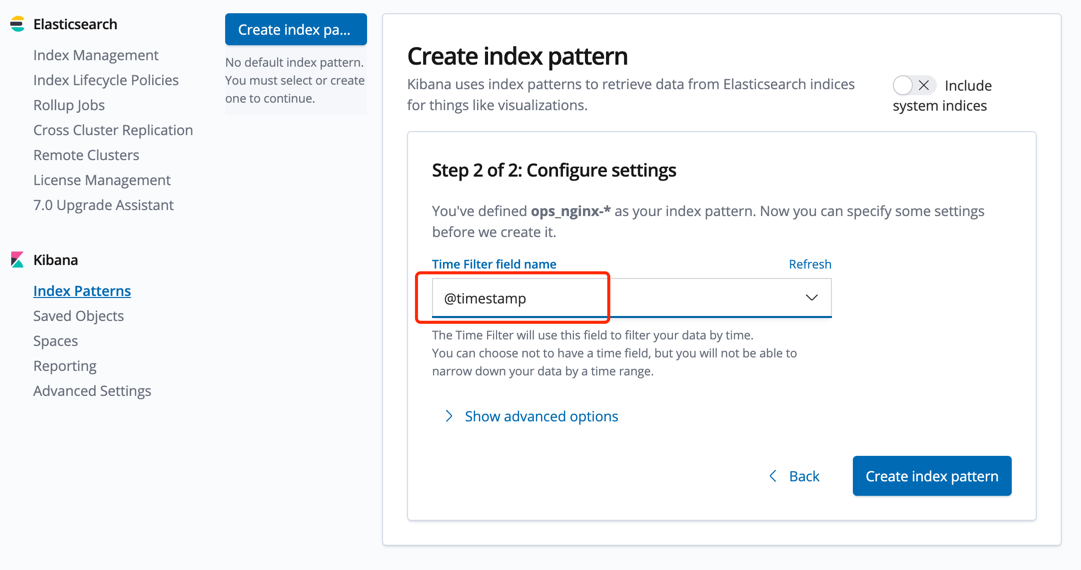 Elasticsearch
Index Management
Index Lifecycle Policies
Rollup Jobs
Cross Cluster Replication
Remote Clusters
License Management
7.0 Upgrade Assistant
Kibana
Index Patterns
Saved Objects
Spaces
Reporting
Advanced Settings
Create index pa...
No default index pattern.
You must select or create
one to continue.
Create index pattern
Kibana uses index patterns to retrieve data from Elasticsearch indices
for things like visualizations.
Include
system indices
Step 2 of 2: Configure settings
You've defined ops_nginx-* as your index pattern. Now you can specify some settings
before we create it.
Time Filter field name
Refresh
@timestamp
The Time Filter will use this field to filter your data by time.
You can choose not to have a time field, but you will not be able to
narrow down your data by a time range.
Show advanced options
Back
Create index pattern